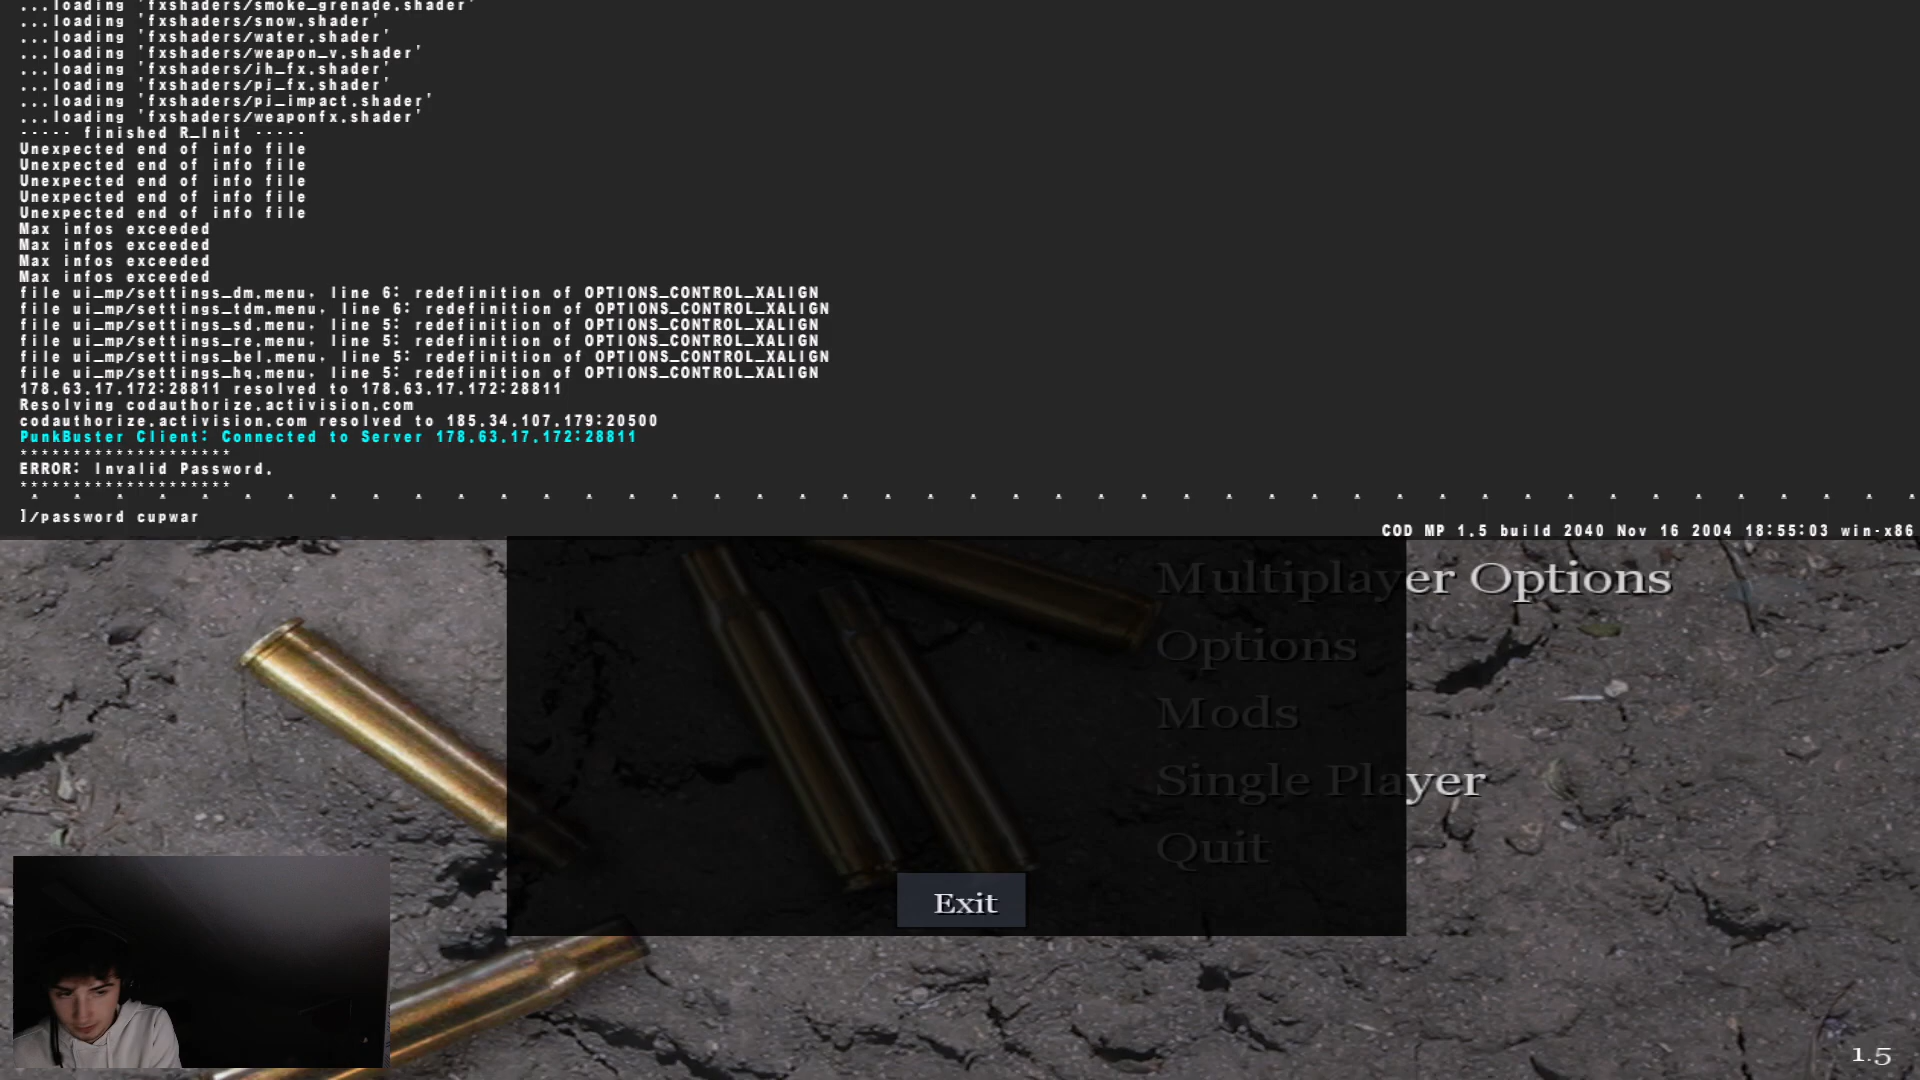 ...loading 'fxshaders/smoke_grenade.shader'
...loading 'fxshaders/snow.shader'
...loading 'fxshaders/water.shader'
...loading 'fxshaders/weapon_v.shader'
...loading 'fxshaders/jh_fx.shader'
...loading 'fxshaders/pj_fx.shader'
...loading 'fxshaders/pj_impact.shader'
...loading 'fxshaders/weaponfx.shader'
----- finished R_Init -----
Unexpected end of info file
Unexpected end of info file
Unexpected end of info file
Unexpected end of info file
Unexpected end of info file
Max infos exceeded
Max infos exceeded
Max infos exceeded
Max infos exceeded
file ui_mp/settings_dm.menu, line 6: redefinition of OPTIONS_CONTROL_XALIGN
file ui_mp/settings_tdm.menu, line 6: redefinition of OPTIONS_CONTROL_XALIGN
file ui_mp/settings_sd.menu, line 5: redefinition of OPTIONS_CONTROL_XALIGN
file ui_mp/settings_re.menu, line 5: redefinition of OPTIONS_CONTROL_XALIGN
file ui_mp/settings_bel.menu, line 5: redefinition of OPTIONS_CONTROL_XALIGN
file ui_mp/settings_hq.menu, line 5: redefinition of OPTIONS_CONTROL_XALIGN
178.63.17.172:28811 resolved to 178.63.17.172:28811
Resolving codauthorize.activision.com
codauthorize.activision.com resolved to 185.34.107.179:20500
PunkBuster Client: Connected to Server 178.63.17.172:28811
********************
ERROR: Invalid Password.
********************
]/password cupwar
COD MP 1.5 build 2040 Nov 16 2004 18:55:03 win-x86
Multiplayer Options
Options
Mods
Single Player
Quit
Exit
1.5